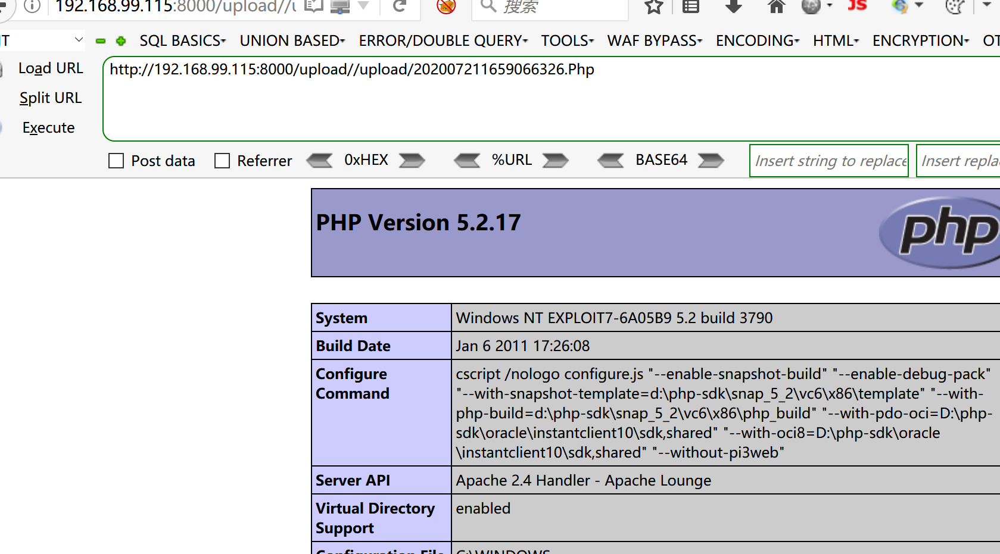 192.168.99.115:8000/upload//u
搜索
JS
SQL BASICS
UNION BASED
ERROR/DOUBLE QUERY
TOOLS
WAF BYPASS
ENCODING
HTML
ENCRYPTION
Load URL
http://192.168.99.115:8000/upload//upload/202007211659066326.Php
Split URL
Execute
Post data
Referrer
0xHEX
%URL
BASE64
Insert string to replace
Insert repla
PHP Version 5.2.17
php
System
Windows NT EXPLOIT7-6A05B9 5.2 build 3790
Build Date
Jan 6 2011 17:26:08
Configure
Command
cscript /nologo configure.js "--enable-snapshot-build" "--enable-debug-pack"
"--with-snapshot-template=d:\php-sdk\snap_5_2\vc6\x86\template" "--with-
php-build=d:\php-sdk\snap_5_2\vc6\x86\php_build" "--with-pdo-oci=D:\php-
sdk\oracle\instantclient10\sdk,shared" "--with-oci8=D:\php-sdk\oracle
\instantclient10\sdk,shared" "--without-pi3web"
Server API
Apache 2.4 Handler - Apache Lounge
Virtual Directory
Support
enabled
Configuration File
C:\WINDOWS